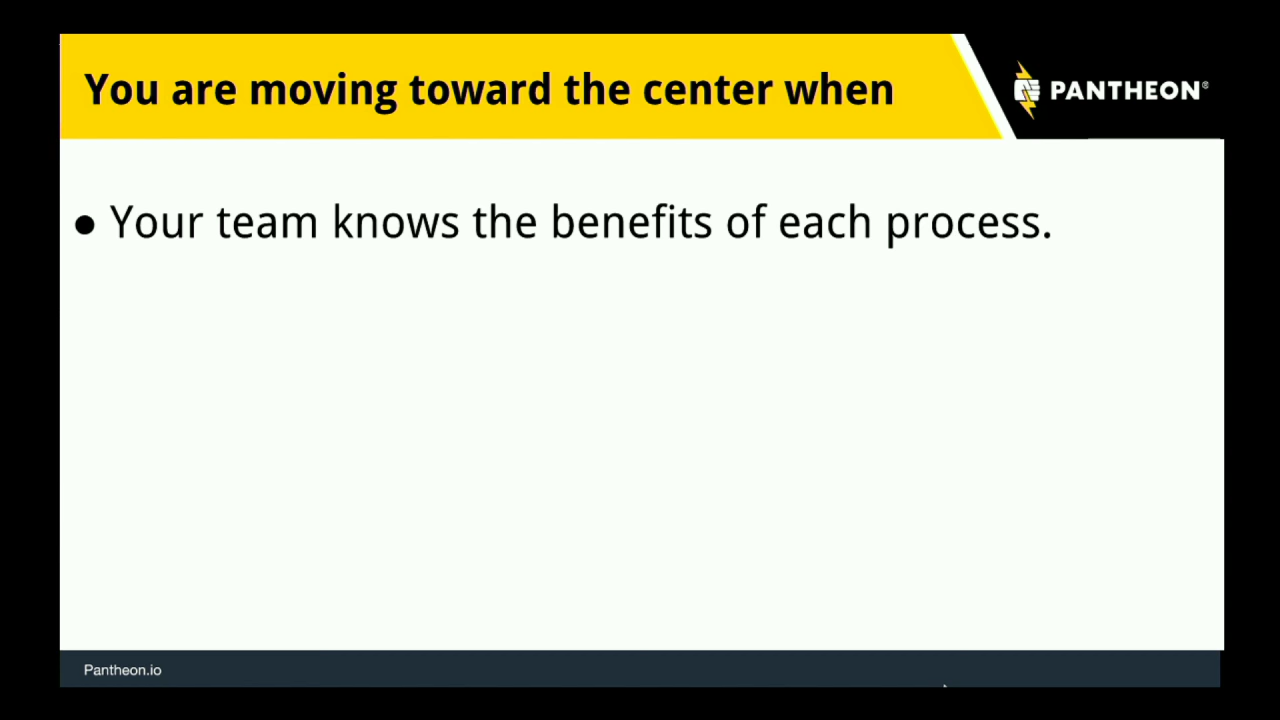 You are moving toward the center when
PANTHEON®
● Your team knows the benefits of each process.
Pantheon.io